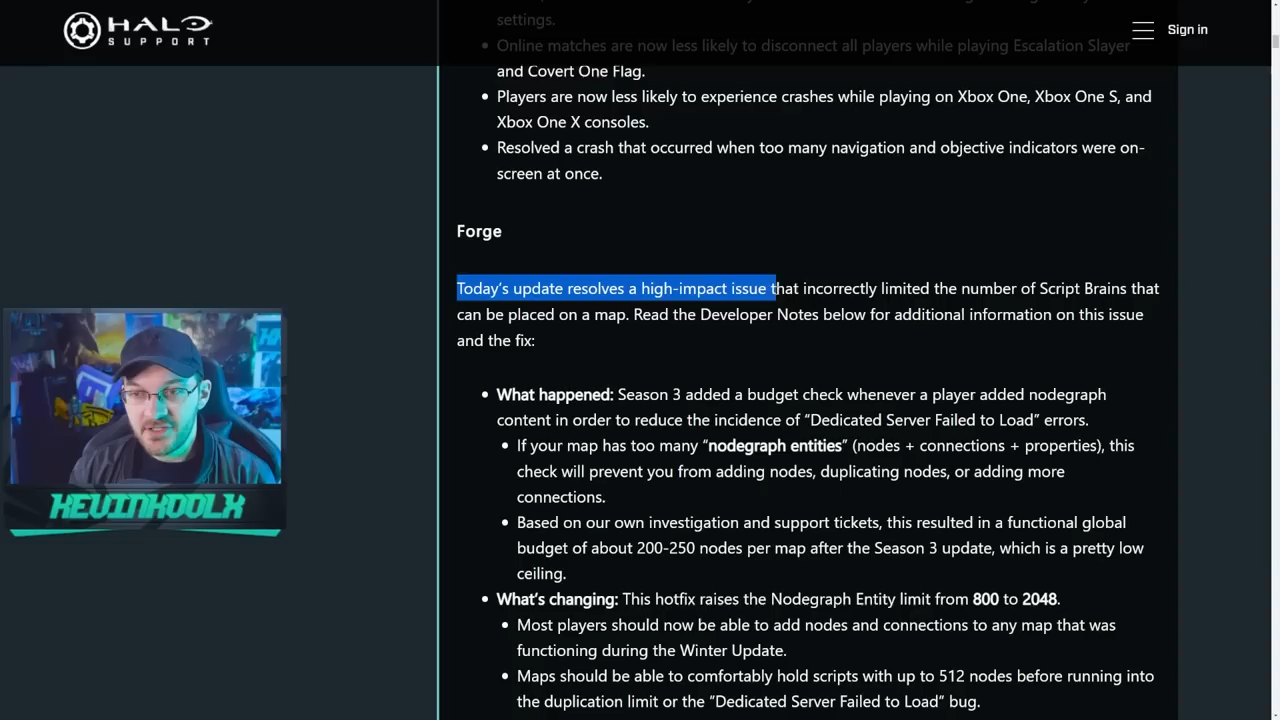 HALO
SUPPORT
Sign in
settings.
Online matches are now less likely to disconnect all players while playing Escalation Slayer
and Covert One Flag.
Players are now less likely to experience crashes while playing on Xbox One, Xbox One S, and
Xbox One X consoles.
Resolved a crash that occurred when too many navigation and objective indicators were on-
screen at once.
Forge
Today's update resolves a high-impact issue that incorrectly limited the number of Script Brains that
can be placed on a map. Read the Developer Notes below for additional information on this issue
and the fix:
What happened: Season 3 added a budget check whenever a player added nodegraph
content in order to reduce the incidence of “Dedicated Server Failed to Load” errors.
If your map has too many “nodegraph entities” (nodes + connections + properties), this
check will prevent you from adding nodes, duplicating nodes, or adding more
connections.
Based on our own investigation and support tickets, this resulted in a functional global
budget of about 200-250 nodes per map after the Season 3 update, which is a pretty low
ceiling.
What's changing: This hotfix raises the Nodegraph Entity limit from 800 to 2048.
Most players should now be able to add nodes and connections to any map that was
functioning during the Winter Update.
Maps should be able to comfortably hold scripts with up to 512 nodes before running into
the duplication limit or the “Dedicated Server Failed to Load” bug.
KEVINKOOLX